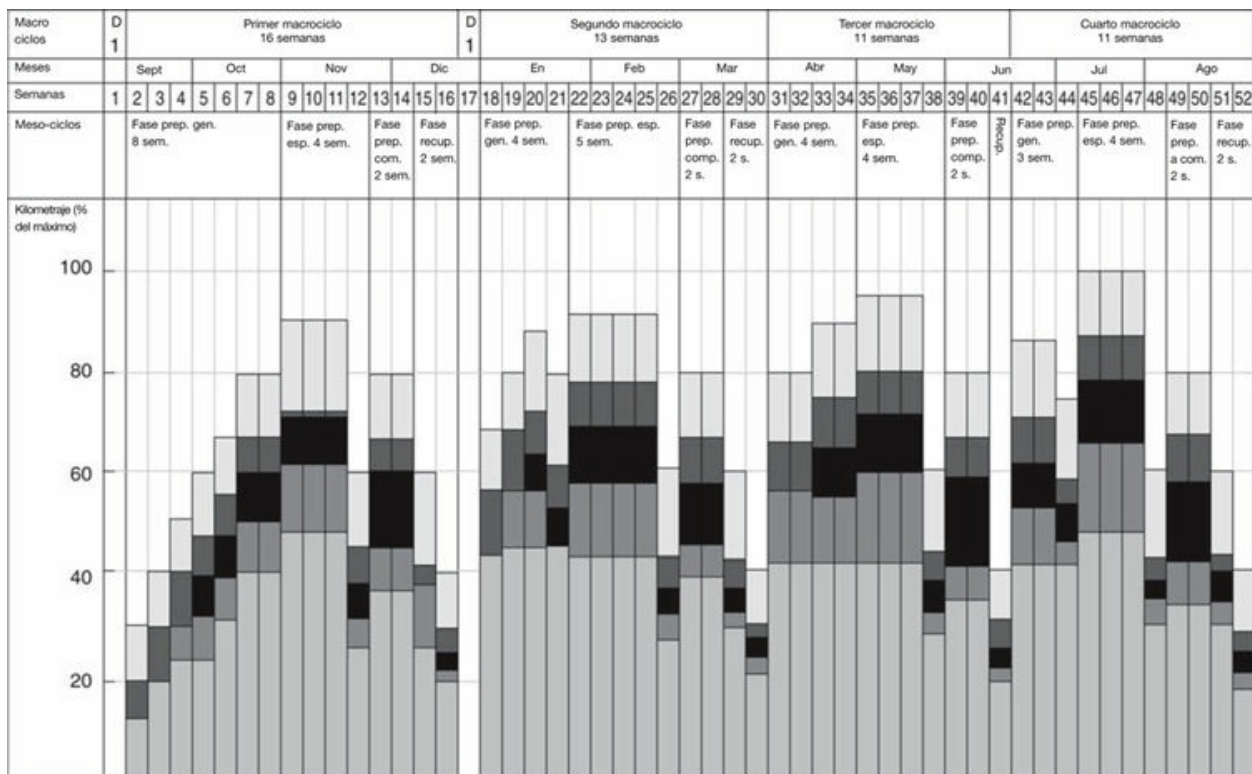 Macro
ciclos
D
1
Primer macrociclo
16 semanas
D
1
Segundo macrociclo
13 semanas
Tercer macrociclo
11 semanas
Cuarto macrociclo
11 semanas
Meses
Sept
Oct
Nov
Dic
En
Feb
Mar
Abr
May
Jun
Jul
Ago
Semanas
1 2 3 4 5 6 7 8 9 10 11 12 13 14 15 16 17 18 19 20 21 22 23 24 25 26 27 28 29 30 31 32 33 34 35 36 37 38 39 40 41 42 43 44 45 46 47 48 49 50 51 52
Meso-ciclos
Fase prep. gen.
8 sem.
Fase prep.
esp. 4 sem.
Fase
prep.
com.
2 sem.
Fase
recup.
2 sem.
Fase prep.
gen. 4 sem.
Fase prep. esp.
5 sem.
Fase
prep.
comp.
2 s.
Fase
recup.
2 s.
Fase prep.
gen. 4 sem.
Fase prep.
esp.
4 sem.
Fase
prep.
comp.
2 s.
Recup.
Fase prep.
gen.
3 sem.
Fase prep.
esp. 4 sem.
Fase
prep.
a com.
2 s.
Fase
recup.
2 s.
Kilometraje (%
del máximo)
100
80
60
40
20